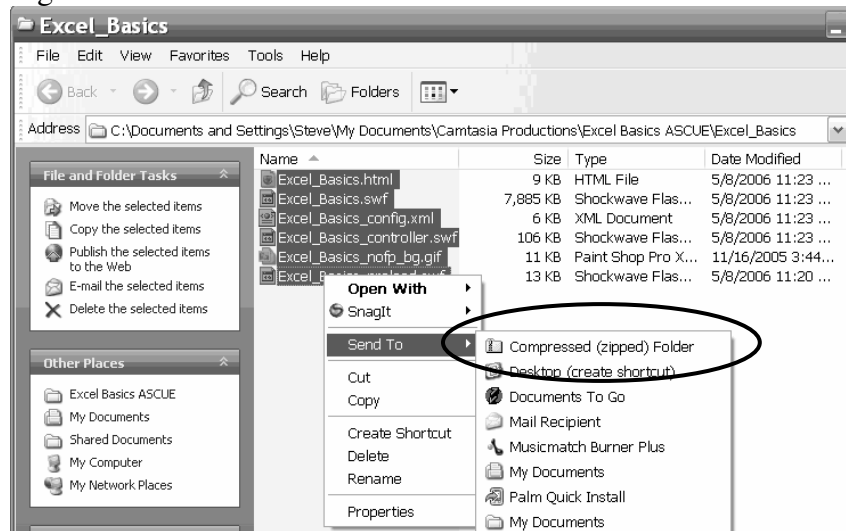 Excel_Basics
File Edit View Favorites Tools Help
Back Search Folders
Address C:\Documents and Settings\Steve\My Documents\Camtasia Productions\Excel Basics ASCUE\Excel_Basics
Name Size Type Date Modified
File and Folder Tasks
Move the selected items
Copy the selected items
Publish the selected items
to the Web
E-mail the selected items
Delete the selected items
Other Places
Excel Basics ASCUE
My Documents
Shared Documents
My Computer
My Network Places
Excel_Basics.html 9 KB HTML File 5/8/2006 11:23 ...
Excel_Basics.swf 7,885 KB Shockwave Flas... 5/8/2006 11:23 ...
Excel_Basics_config.xml 6 KB XML Document 5/8/2006 11:23 ...
Excel_Basics_controller.swf 106 KB Shockwave Flas... 5/8/2006 11:23 ...
Excel_Basics_nofp_bg.gif 11 KB Paint Shop Pro X... 11/16/2005 3:44...
13 KB Shockwave Flas... 5/8/2006 11:20 ...
Open With
SnagIt
Send To
Cut
Copy
Create Shortcut
Delete
Rename
Properties
Compressed (zipped) Folder
Desktop (create shortcut)
Documents To Go
Mail Recipient
Musicmatch Burner Plus
My Documents
Palm Quick Install
My Documents